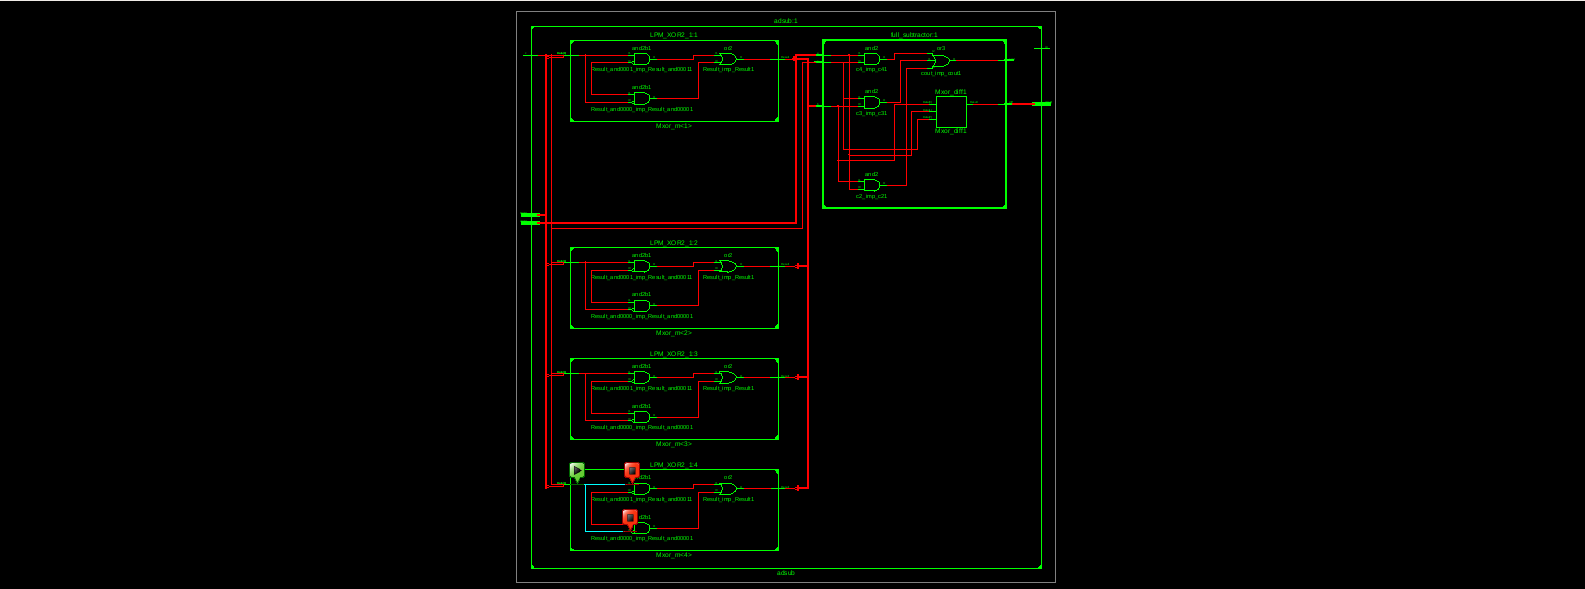 adsub:1
LPM_XOR2_1:1
and2b1
or2
Result_and0001_imp_Result_and00011
Result_imp_Result1
and2b1
Result_and0000_imp_Result_and00001
Mxor_m<1>
full_subtractor:1
and2
or3
c4_imp_c41
cout_imp_cout1
and2
Mxor_diff1
c3_imp_c31
Mxor_diff1
and2
c2_imp_c21
LPM_XOR2_1:2
and2b1
or2
Result_and0001_imp_Result_and00011
Result_imp_Result1
and2b1
Result_and0000_imp_Result_and00001
Mxor_m<2>
LPM_XOR2_1:3
and2b1
or2
Result_and0001_imp_Result_and00011
Result_imp_Result1
and2b1
Result_and0000_imp_Result_and00001
Mxor_m<3>
LPM_XOR2_1:4
d2b1
or2
Result_and0001_imp_Result_and00011
Result_imp_Result1
d2b1
Result_and0000_imp_Result_and00001
Mxor_m<4>
adsub